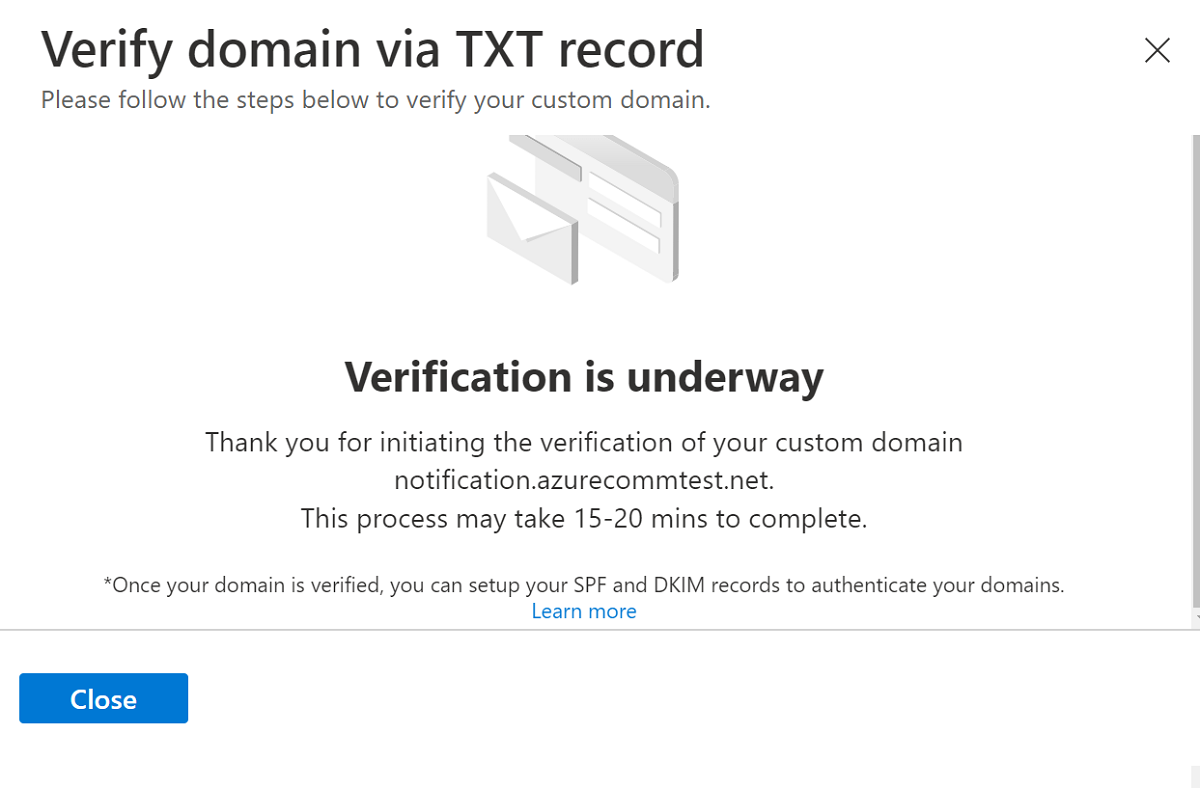 Verify domain via TXT record
Please follow the steps below to verify your custom domain.
Verification is underway
Thank you for initiating the verification of your custom domain
notification.azurecommtest.net.
This process may take 15-20 mins to complete.
*Once your domain is verified, you can setup your SPF and DKIM records to authenticate your domains.
Learn more
Close